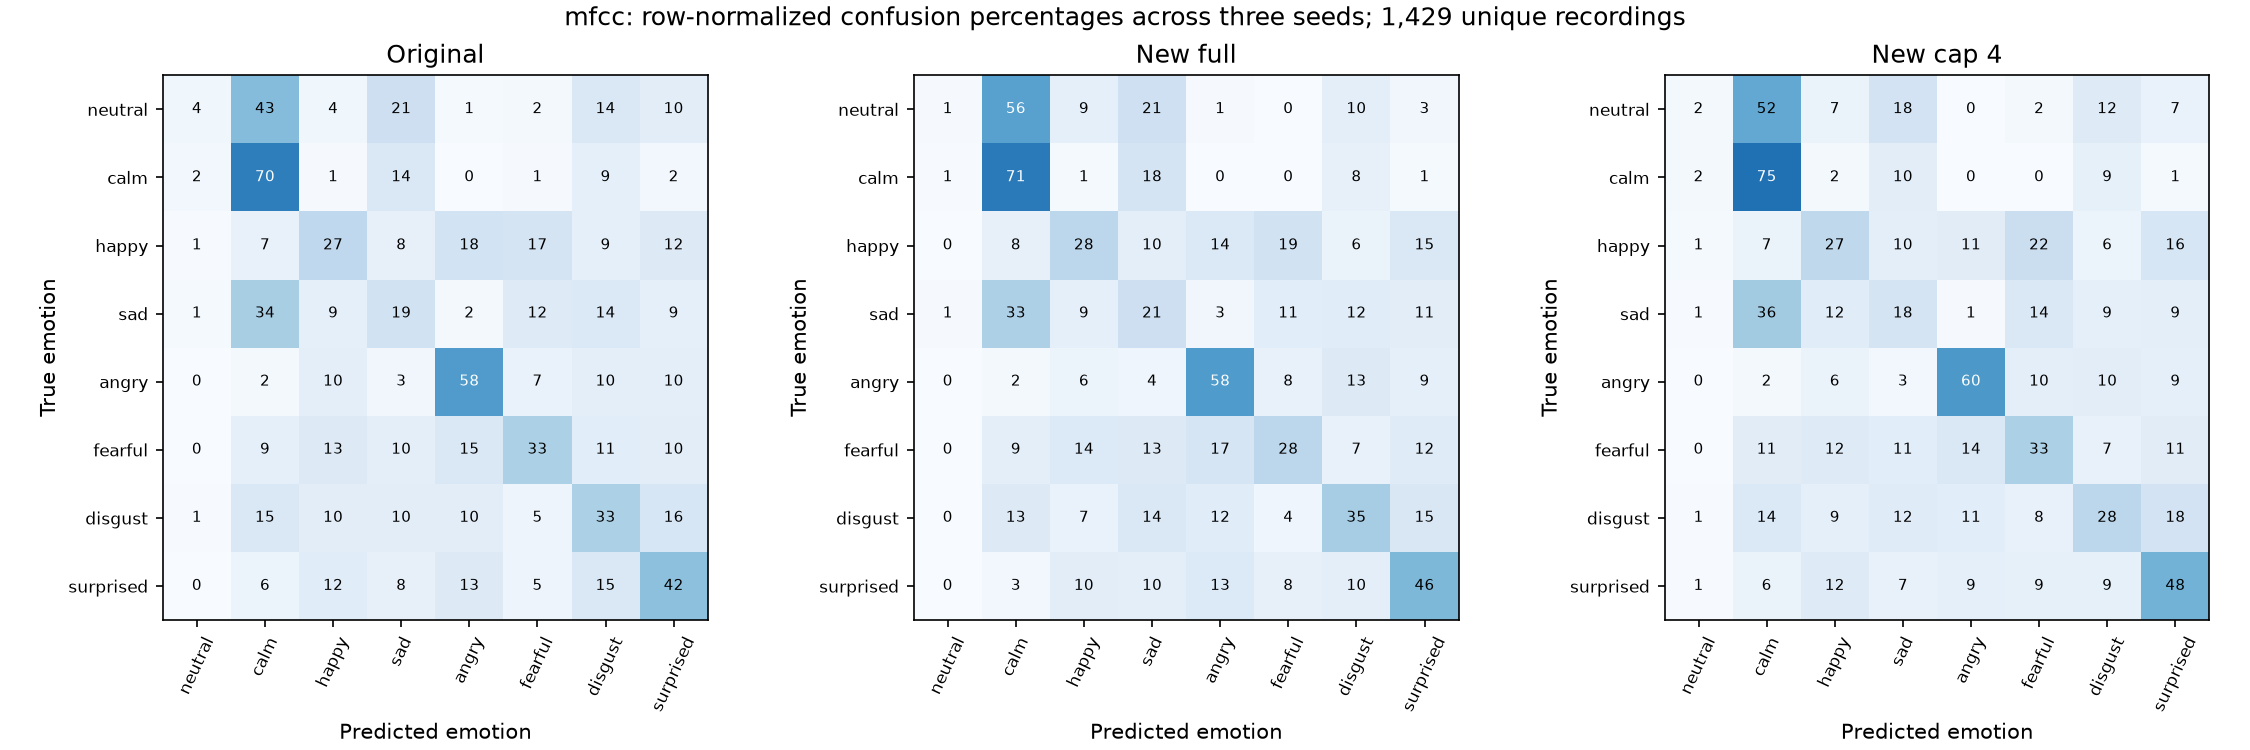 mfcc: row-normalized confusion percentages across three seeds; 1,429 unique recordings
Original
True emotion
neutral 4 43 4 21 1 2 14 10
calm 2 70 1 14 0 1 9 2
happy 1 7 27 8 18 17 9 12
sad 1 34 9 19 2 12 14 9
angry 0 2 10 3 58 7 10 10
fearful 0 9 13 10 15 33 11 10
disgust 1 15 10 10 10 5 33 16
surprised 0 6 12 8 13 5 15 42
neutral calm happy sad angry fearful disgust surprised
Predicted emotion
New full
True emotion
neutral 1 56 9 21 1 0 10 3
calm 1 71 1 18 0 0 8 1
happy 0 8 28 10 14 19 6 15
sad 1 33 9 21 3 11 12 11
angry 0 2 6 4 58 8 13 9
fearful 0 9 14 13 17 28 7 12
disgust 0 13 7 14 12 4 35 15
surprised 0 3 10 10 13 8 10 46
neutral calm happy sad angry fearful disgust surprised
Predicted emotion
New cap 4
True emotion
neutral 2 52 7 18 0 2 12 7
calm 2 75 2 10 0 0 9 1
happy 1 7 27 10 11 22 6 16
sad 1 36 12 18 1 14 9 9
angry 0 2 6 3 60 10 10 9
fearful 0 11 12 11 14 33 7 11
disgust 1 14 9 12 11 8 28 18
surprised 1 6 12 7 9 9 9 48
neutral calm happy sad angry fearful disgust surprised
Predicted emotion